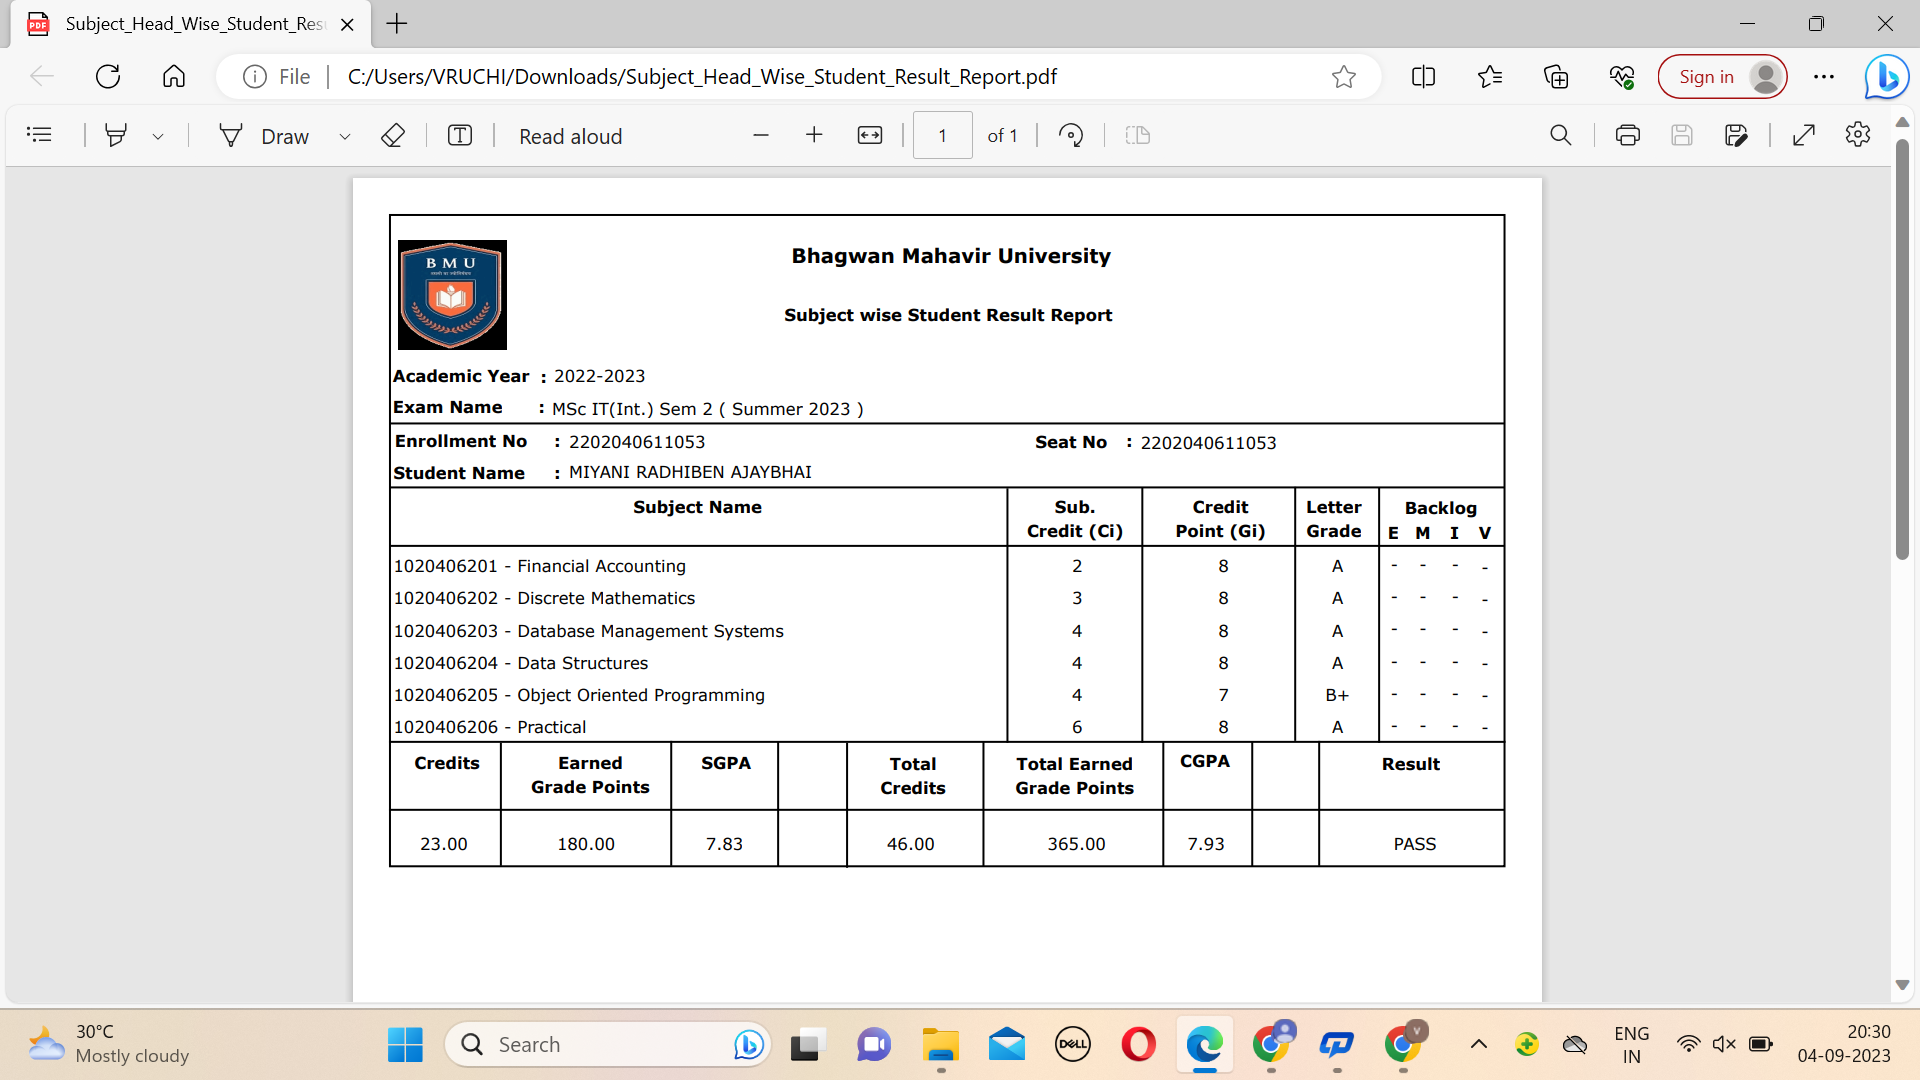 Subject_Head_Wise_Student_Res
File
C:/Users/VRUCHI/Downloads/Subject_Head_Wise_Student_Result_Report.pdf
Sign in
Draw
Read aloud
1 of 1
BMU
Bhagwan Mahavir University
Subject wise Student Result Report
Academic Year : 2022-2023
Exam Name : MSc IT(Int.) Sem 2 ( Summer 2023 )
Enrollment No : 2202040611053 Seat No : 2202040611053
Student Name : MIYANI RADHIBEN AJAYBHAI
Subject Name Sub. Credit (Ci) Credit Point (Gi) Letter Grade Backlog
E M I V
1020406201 - Financial Accounting 2 8 A - - - -
1020406202 - Discrete Mathematics 3 8 A - - - -
1020406203 - Database Management Systems 4 8 A - - - -
1020406204 - Data Structures 4 8 A - - - -
1020406205 - Object Oriented Programming 4 7 B+ - - - -
1020406206 - Practical 6 8 A - - - -
Credits Earned Grade Points SGPA Total Credits Total Earned Grade Points CGPA Result
23.00 180.00 7.83 46.00 365.00 7.93 PASS
30°C
Mostly cloudy
Search
DELL
V
ENG
IN
20:30
04-09-2023